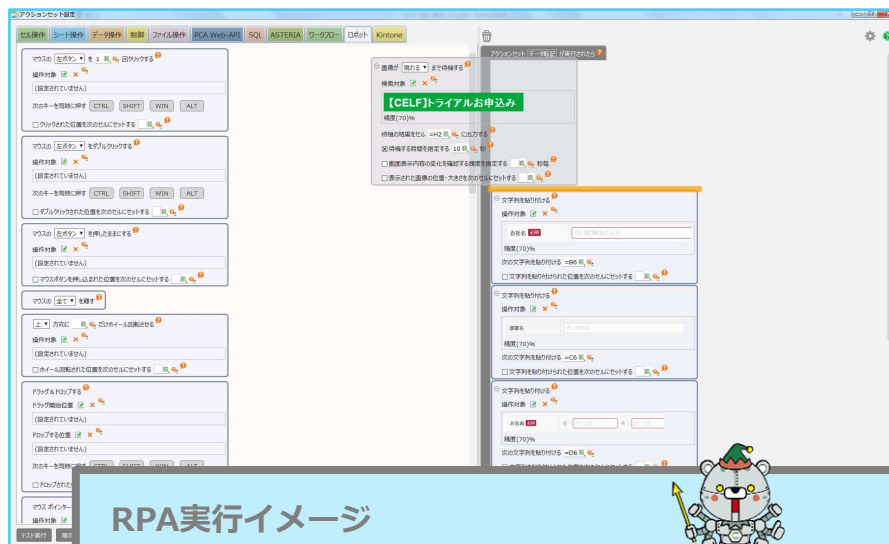 アクションセット設定
セル操作 シート操作 データ操作 制御 ファイル操作 PCA Web-API SQL ASTERIA ワークフロー ロボット Kintone
マウスの 左ボタン ▼ を 1 回クリックする
操作対象
(設定されていません)
次のキーを同時に押す CTRL SHIFT WIN ALT
クリックされた位置を次のセルにセットする
マウスの 左ボタン ▼ をダブルクリックする
操作対象
(設定されていません)
次のキーを同時に押す CTRL SHIFT WIN ALT
ダブルクリックされた位置を次のセルにセットする
マウスの 左ボタン ▼ を押したままにする
操作対象
(設定されていません)
マウスボタンを押し込まれた位置を次のセルにセットする
マウスの 全て ▼ を離す
上 ▼ 方向に だけホイール回転させる
操作対象
(設定されていません)
ホイール回転された位置を次のセルにセットする
ドラッグ&ドロップする
ドラッグ開始位置
(設定されていません)
ドロップする位置
(設定されていません)
次のキーを同時に押す CTRL SHIFT WIN ALT
ドロップされた
マウス ポインター
操作対象
テスト実行
画像が 現れる ▼ まで待機する
検索対象
【CELF】トライアルお申込み
精度(70)%
待機の結果をセル =H2 に出力する
待機する時間を指定する 10 秒
画面表示内容の変化を確認する頻度を指定する 秒毎
表示された画像の位置・大きさを次のセルにセットする
アクションセット データ転記 が実行されたら
文字列を貼り付ける
操作対象
会社名 必須
精度(70)%
次の文字列を貼り付ける =B6
文字列を貼り付けられた位置を次のセルにセットする
文字列を貼り付ける
操作対象
部署名
精度(70)%
次の文字列を貼り付ける =C6
文字列を貼り付けられた位置を次のセルにセットする
文字列を貼り付ける
操作対象
お名前 必須
精度(70)%
次の文字列を貼り付ける =D6
RPA実行イメージ